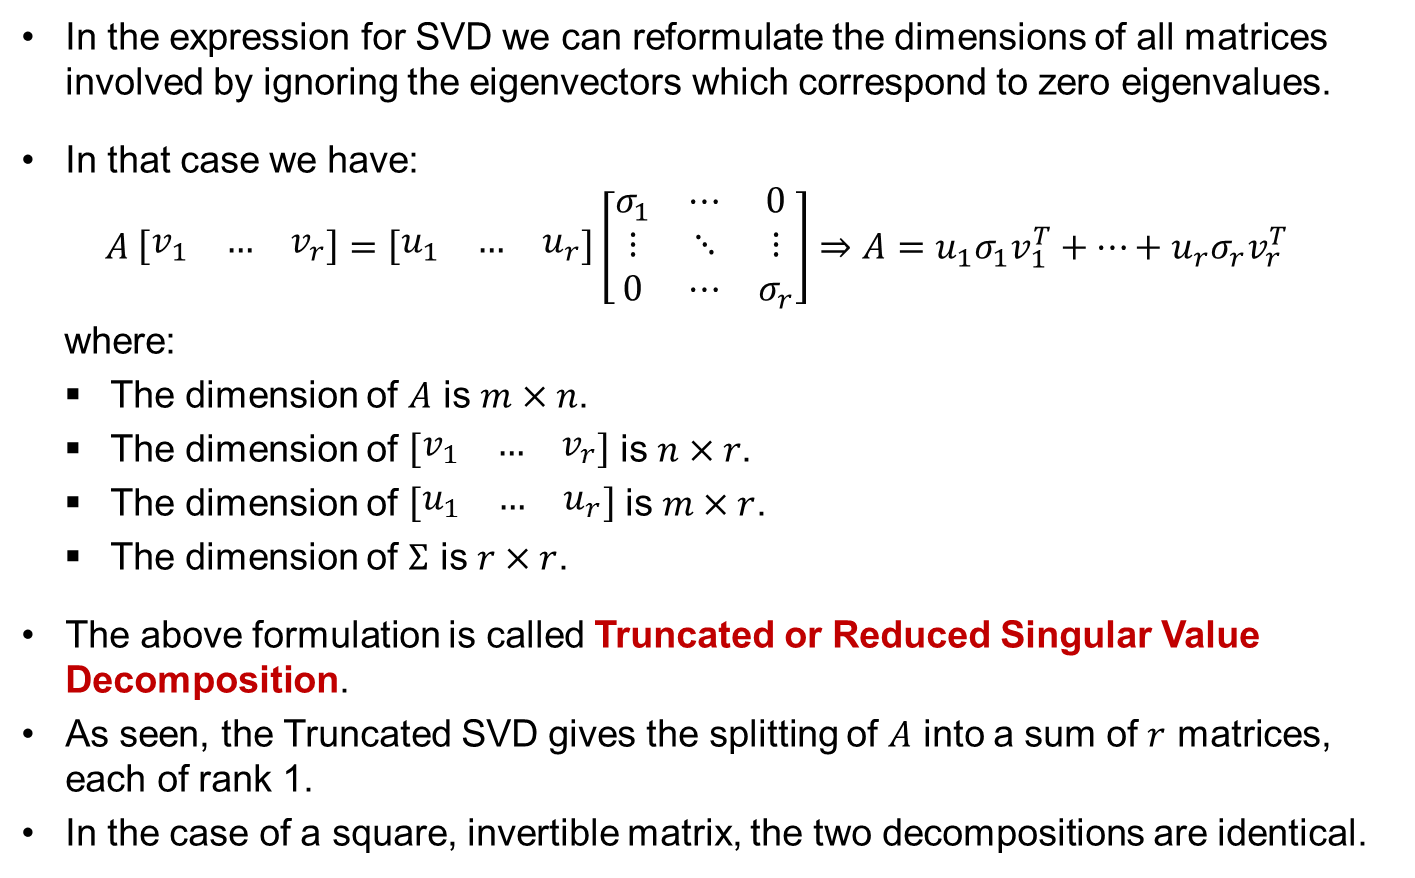 • In the expression for SVD we can reformulate the dimensions of all matrices
involved by ignoring the eigenvectors which correspond to zero eigenvalues.
• In that case we have:
A [v₁ … vᵣ] = [u₁ … uᵣ] [σ₁ ⋯ 0; ⋮ ⋱ ⋮; 0 ⋯ σᵣ] ⇒ A = u₁σ₁v₁ᵀ + ⋯ + uᵣσᵣvᵣᵀ
where:
▪ The dimension of A is m × n.
▪ The dimension of [v₁ … vᵣ] is n × r.
▪ The dimension of [u₁ … uᵣ] is m × r.
▪ The dimension of Σ is r × r.
• The above formulation is called Truncated or Reduced Singular Value
Decomposition.
• As seen, the Truncated SVD gives the splitting of A into a sum of r matrices,
each of rank 1.
• In the case of a square, invertible matrix, the two decompositions are identical.